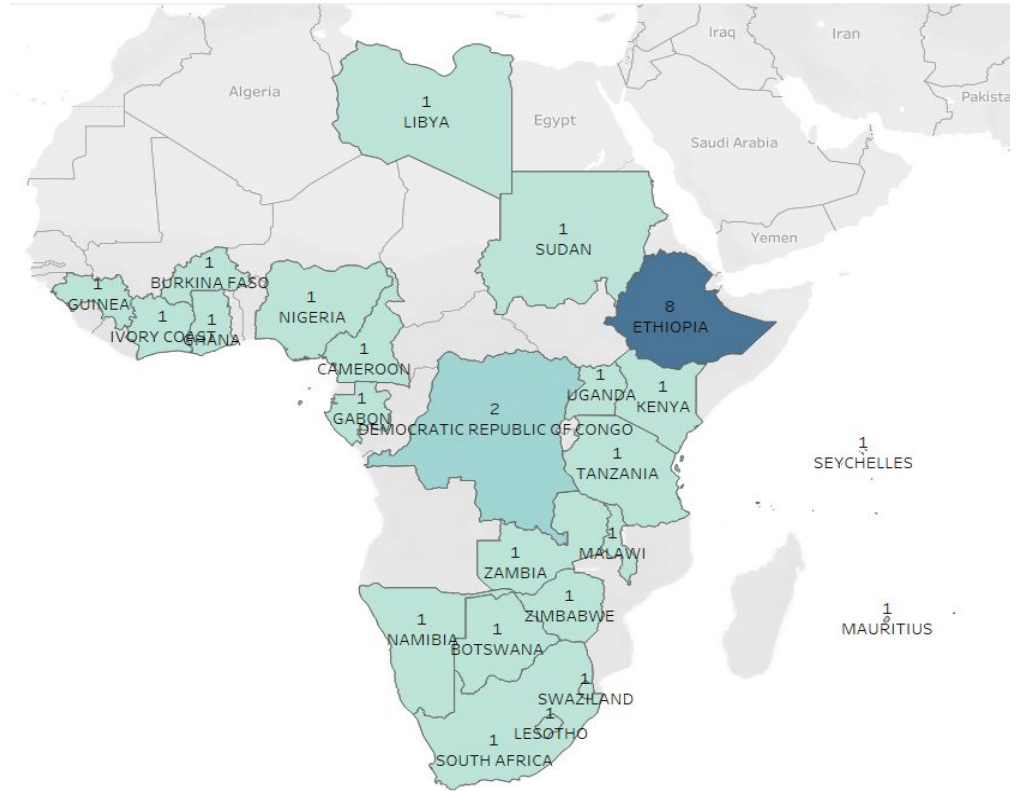 Iraq
Iran
Algeria
1
LIBYA
Egypt
Pakista
Saudi Arabia
1
SUDAN
Yemen
1
BURKINA FASO
1
GUINEA
1
IVORY COAST
1
GHANA
1
NIGERIA
8
ETHIOPIA
1
CAMEROON
1
UGANDA
1
KENYA
1
GABON
2
DEMOCRATIC REPUBLIC OF CONGO
1
TANZANIA
1
SEYCHELLES
1
MALAWI
1
ZAMBIA
1
ZIMBABWE
1
MAURITIUS
1
NAMIBIA
1
BOTSWANA
1
SWAZILAND
1
LESOTHO
1
SOUTH AFRICA